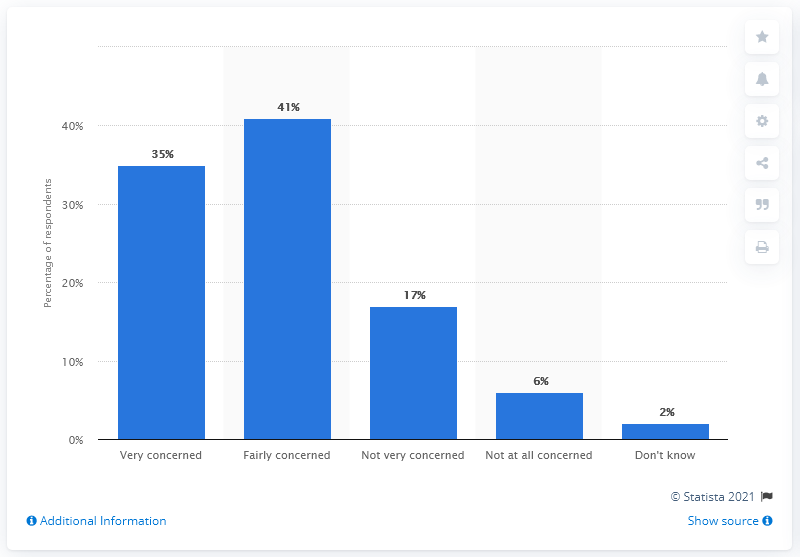 Percentage of respondents
40%
30%
20%
10%
0%
35%
41%
17%
6%
2%
Very concerned
Fairly concerned
Not very concerned
Not at all concerned
Don't know
© Statista 2021
Additional Information
Show source